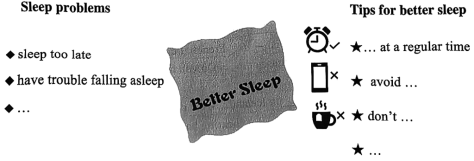 Sleep problems
◆ sleep too late
◆ have trouble falling asleep
◆ …
Better Sleep
Tips for better sleep
★… at a regular time
★ avoid …
★ don't …
★ …